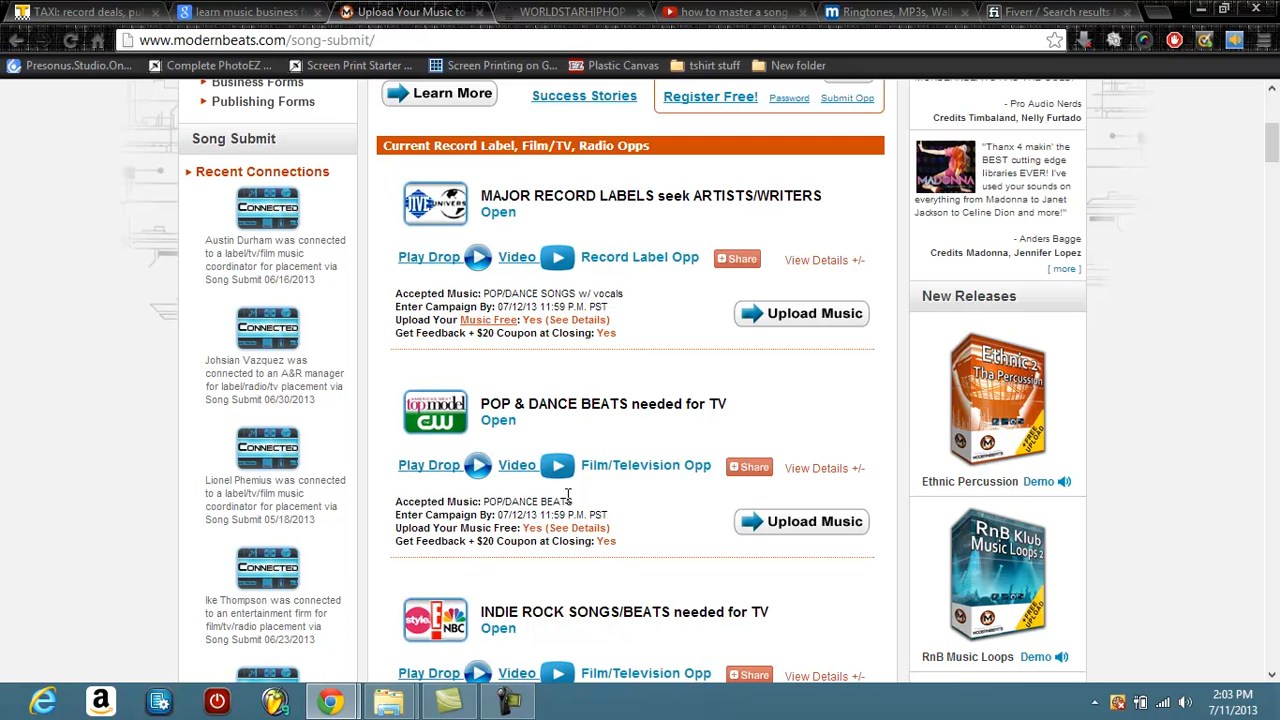 TAXI: record deals, pu
learn music business
Upload Your Music to
WORLDSTARHIPHOP
how to master a song
Ringtones, MP3s, Wal
Fiverr / Search results
www.modernbeats.com/song-submit/
Presonus.Studio.On...
Complete PhotoEZ ...
Screen Print Starter ...
Screen Printing on G...
Plastic Canvas
tshirt stuff
New folder
Business Forms
Publishing Forms
Song Submit
Recent Connections
CONNECTED
Austin Durham was connected
to a label/tv/film music
coordinator for placement via
Song Submit 06/16/2013
CONNECTED
Johsian Vazquez was
connected to an A&R manager
for label/radio/tv placement via
Song Submit 06/30/2013
CONNECTED
Lionel Phemius was connected
to a label/tv/film music
coordinator for placement via
Song Submit 05/18/2013
CONNECTED
Ike Thompson was connected
to an entertainment firm for
film/tv/radio placement via
Song Submit 06/23/2013
Learn More
Success Stories
Register Free!
Password
Submit Opp
Current Record Label, Film/TV, Radio Opps
JIVE
UNIVERS
MAJOR RECORD LABELS seek ARTISTS/WRITERS
Open
Play Drop
Video
Record Label Opp
Share
View Details +/-
Accepted Music: POP/DANCE SONGS w/ vocals
Enter Campaign By: 07/12/13 11:59 P.M. PST
Upload Your Music Free: Yes (See Details)
Get Feedback + $20 Coupon at Closing: Yes
Upload Music
top model
CW
POP & DANCE BEATS needed for TV
Open
Play Drop
Video
Film/Television Opp
Share
View Details +/-
Accepted Music: POP/DANCE BEATS
Enter Campaign By: 07/12/13 11:59 P.M. PST
Upload Your Music Free: Yes (See Details)
Get Feedback + $20 Coupon at Closing: Yes
Upload Music
style.
E!
NBC
INDIE ROCK SONGS/BEATS needed for TV
Open
Play Drop
Video
Film/Television Opp
Share
View Details +/-
- Pro Audio Nerds
Credits Timbaland, Nelly Furtado
MADONNA
"Thanx 4 makin' the
BEST cutting edge
libraries EVER! I've
used your sounds on
everything from Madonna to Janet
Jackson to Celine Dion and more!"
- Anders Bagge
Credits Madonna, Jennifer Lopez
[ more ]
New Releases
Ethnic 2
Tha Percussion
Ethnic Percussion Demo
RnB Klub
Music Loops 2
RnB Music Loops Demo
2:03 PM
7/11/2013